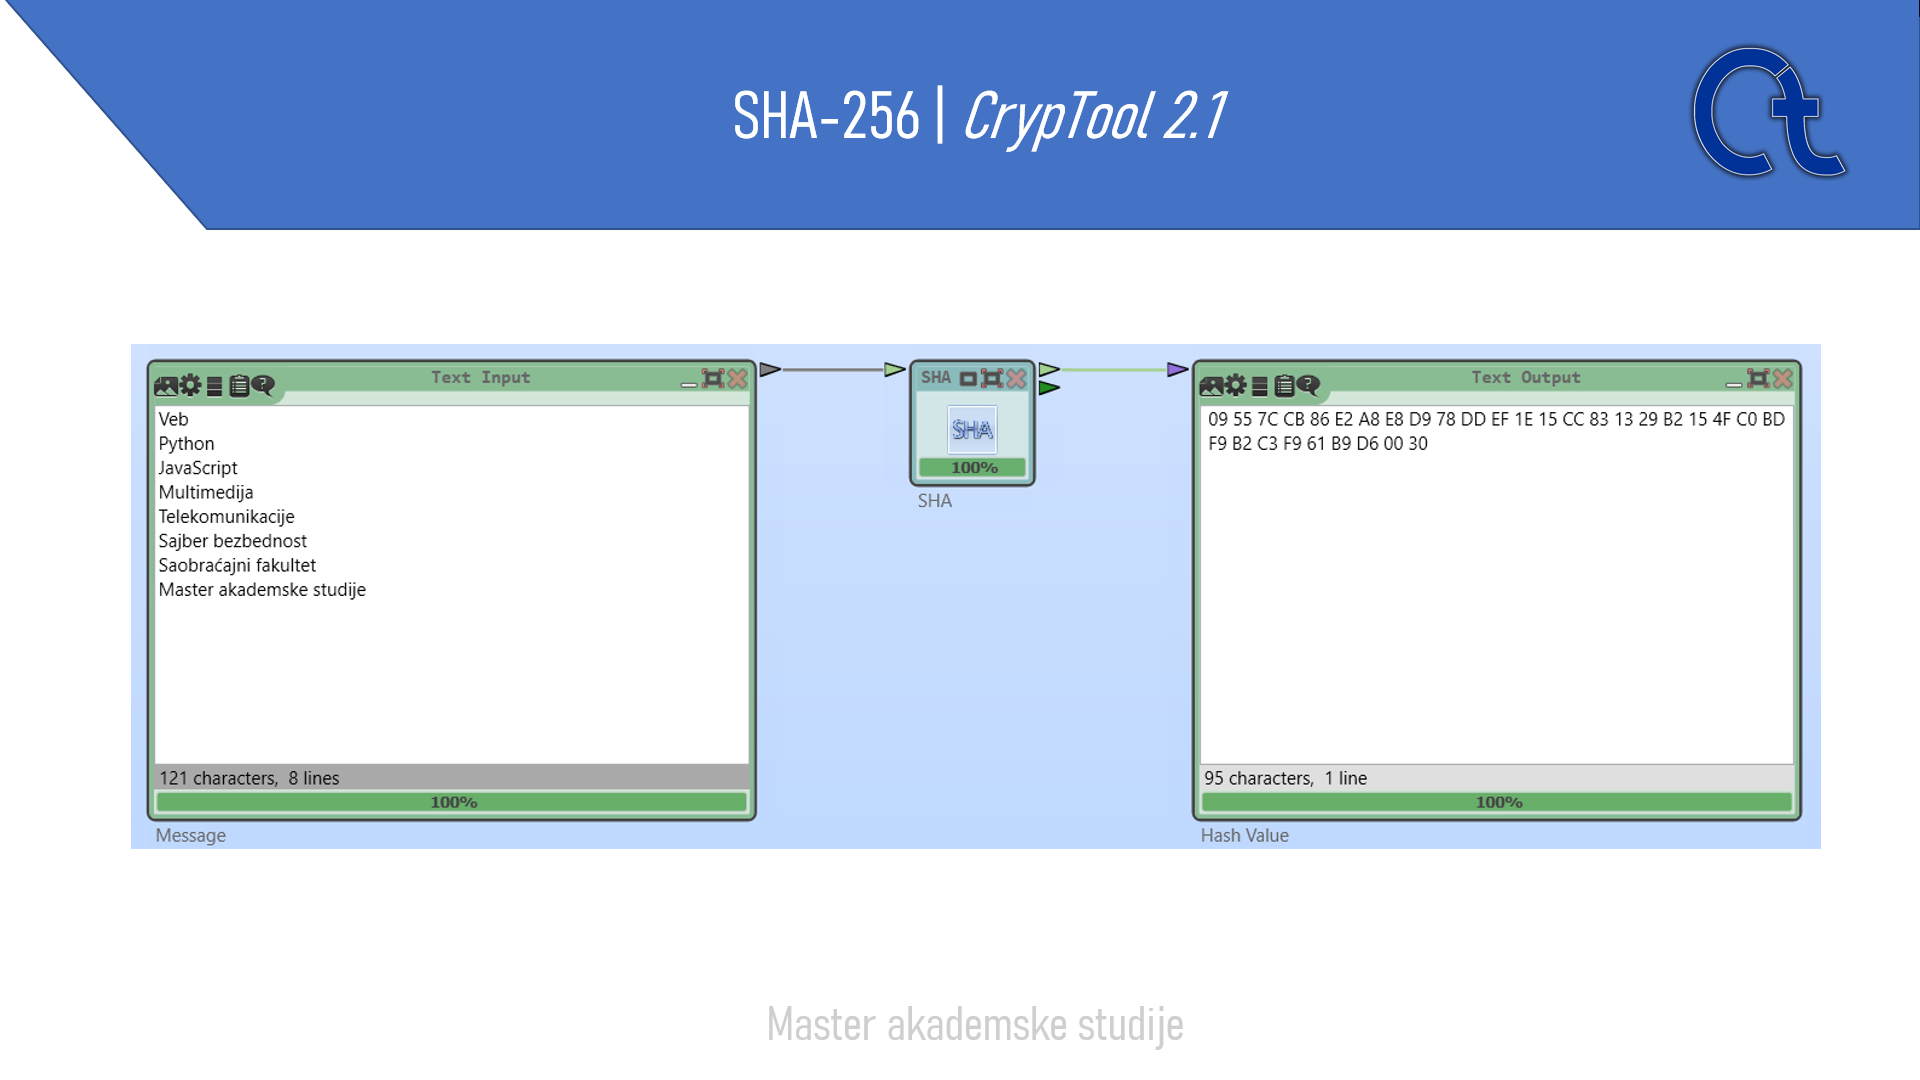 SHA-256 | CrypTool 2.1
Ct
Text Input
Veb
Python
JavaScript
Multimedija
Telekomunikacije
Sajber bezbednost
Saobraćajni fakultet
Master akademske studije
121 characters, 8 lines
100%
Message
SHA
SHA
100%
SHA
Text Output
09 55 7C CB 86 E2 A8 E8 D9 78 DD EF 1E 15 CC 83 13 29 B2 15 4F C0 BD
F9 B2 C3 F9 61 B9 D6 00 30
95 characters, 1 line
100%
Hash Value
Master akademske studije